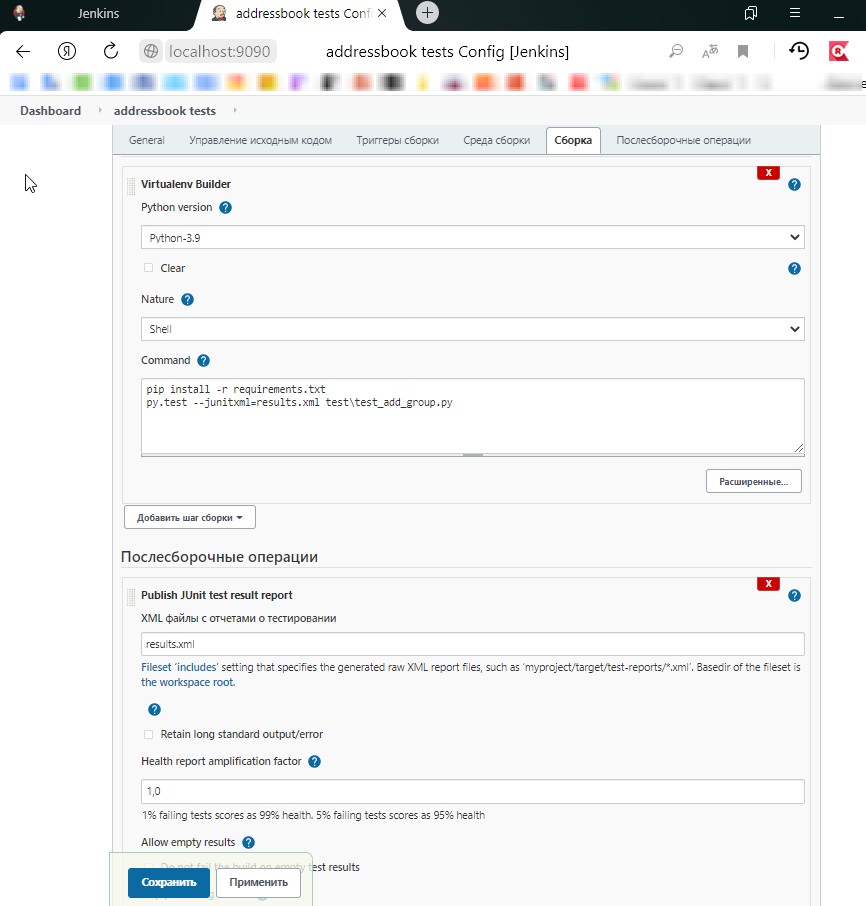 Jenkins
addressbook tests Confi
localhost:9090
addressbook tests Config [Jenkins]
Dashboard
addressbook tests
General
Управление исходным кодом
Триггеры сборки
Среда сборки
Сборка
Послесборочные операции
X
Virtualenv Builder
Python version
Python-3.9
Clear
Nature
Shell
Command
pip install -r requirements.txt
py.test --junitxml=results.xml test\test_add_group.py
Расширенные...
Добавить шаг сборки
Послесборочные операции
X
Publish JUnit test result report
XML файлы с отчетами о тестировании
results.xml
Fileset 'includes' setting that specifies the generated raw XML report files, such as 'myproject/target/test-reports/*.xml'. Basedir of the fileset is
the workspace root.
Retain long standard output/error
Health report amplification factor
1,0
1% failing tests scores as 99% health. 5% failing tests scores as 95% health
Allow empty results
Do not fail the build on empty test results
Сохранить
Применить